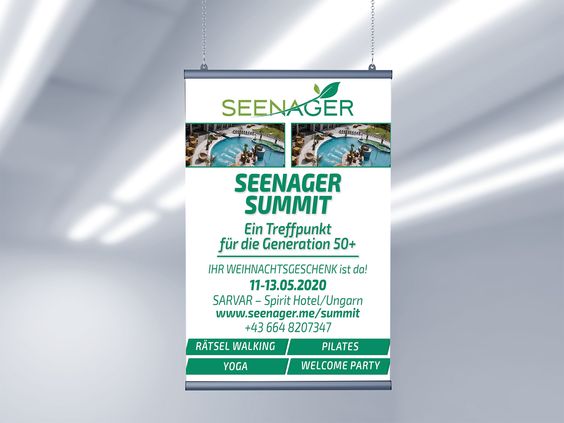 SEENAGER
SEENAGER
SUMMIT
Ein Treffpunkt
für die Generation 50+
IHR WEIHNACHTSGESCHENK ist da!
11-13.05.2020
SARVAR – Spirit Hotel/Ungarn
www.seenager.me/summit
+43 664 8207347
RÄTSEL WALKING PILATES
YOGA WELCOME PARTY